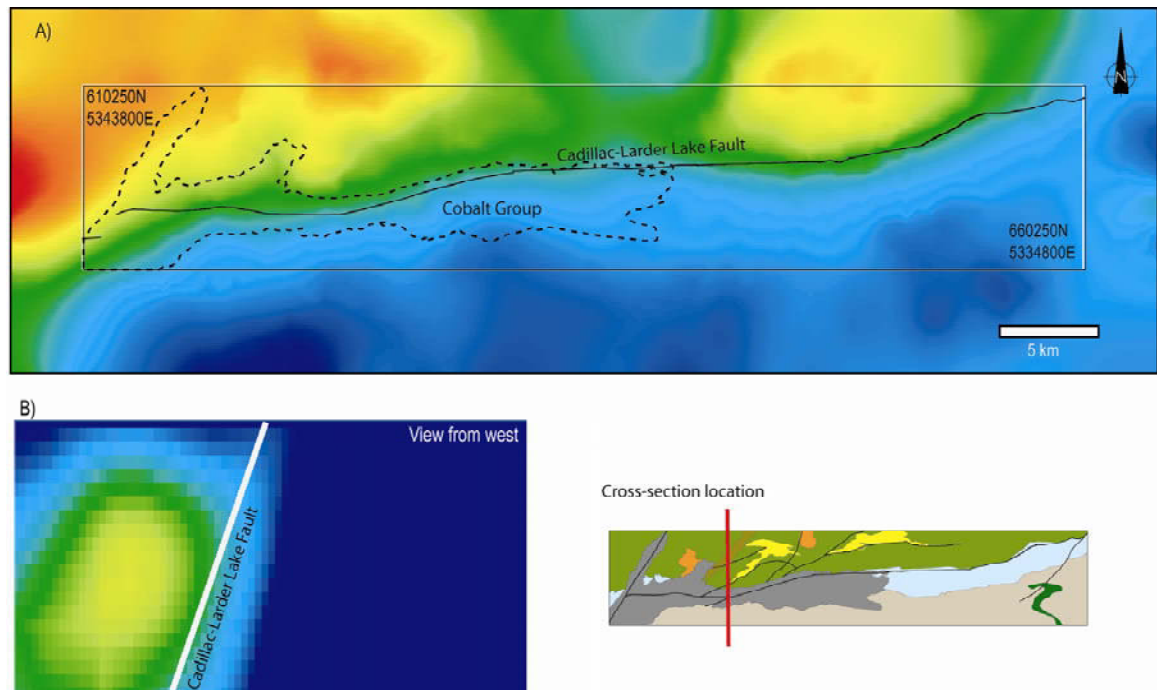 A)
N
610250N
5343800E
Cadillac-Larder Lake Fault
Cobalt Group
660250N
5334800E
5 km
B)
View from west
Cadillac-Larder Lake Fault
Cross-section location